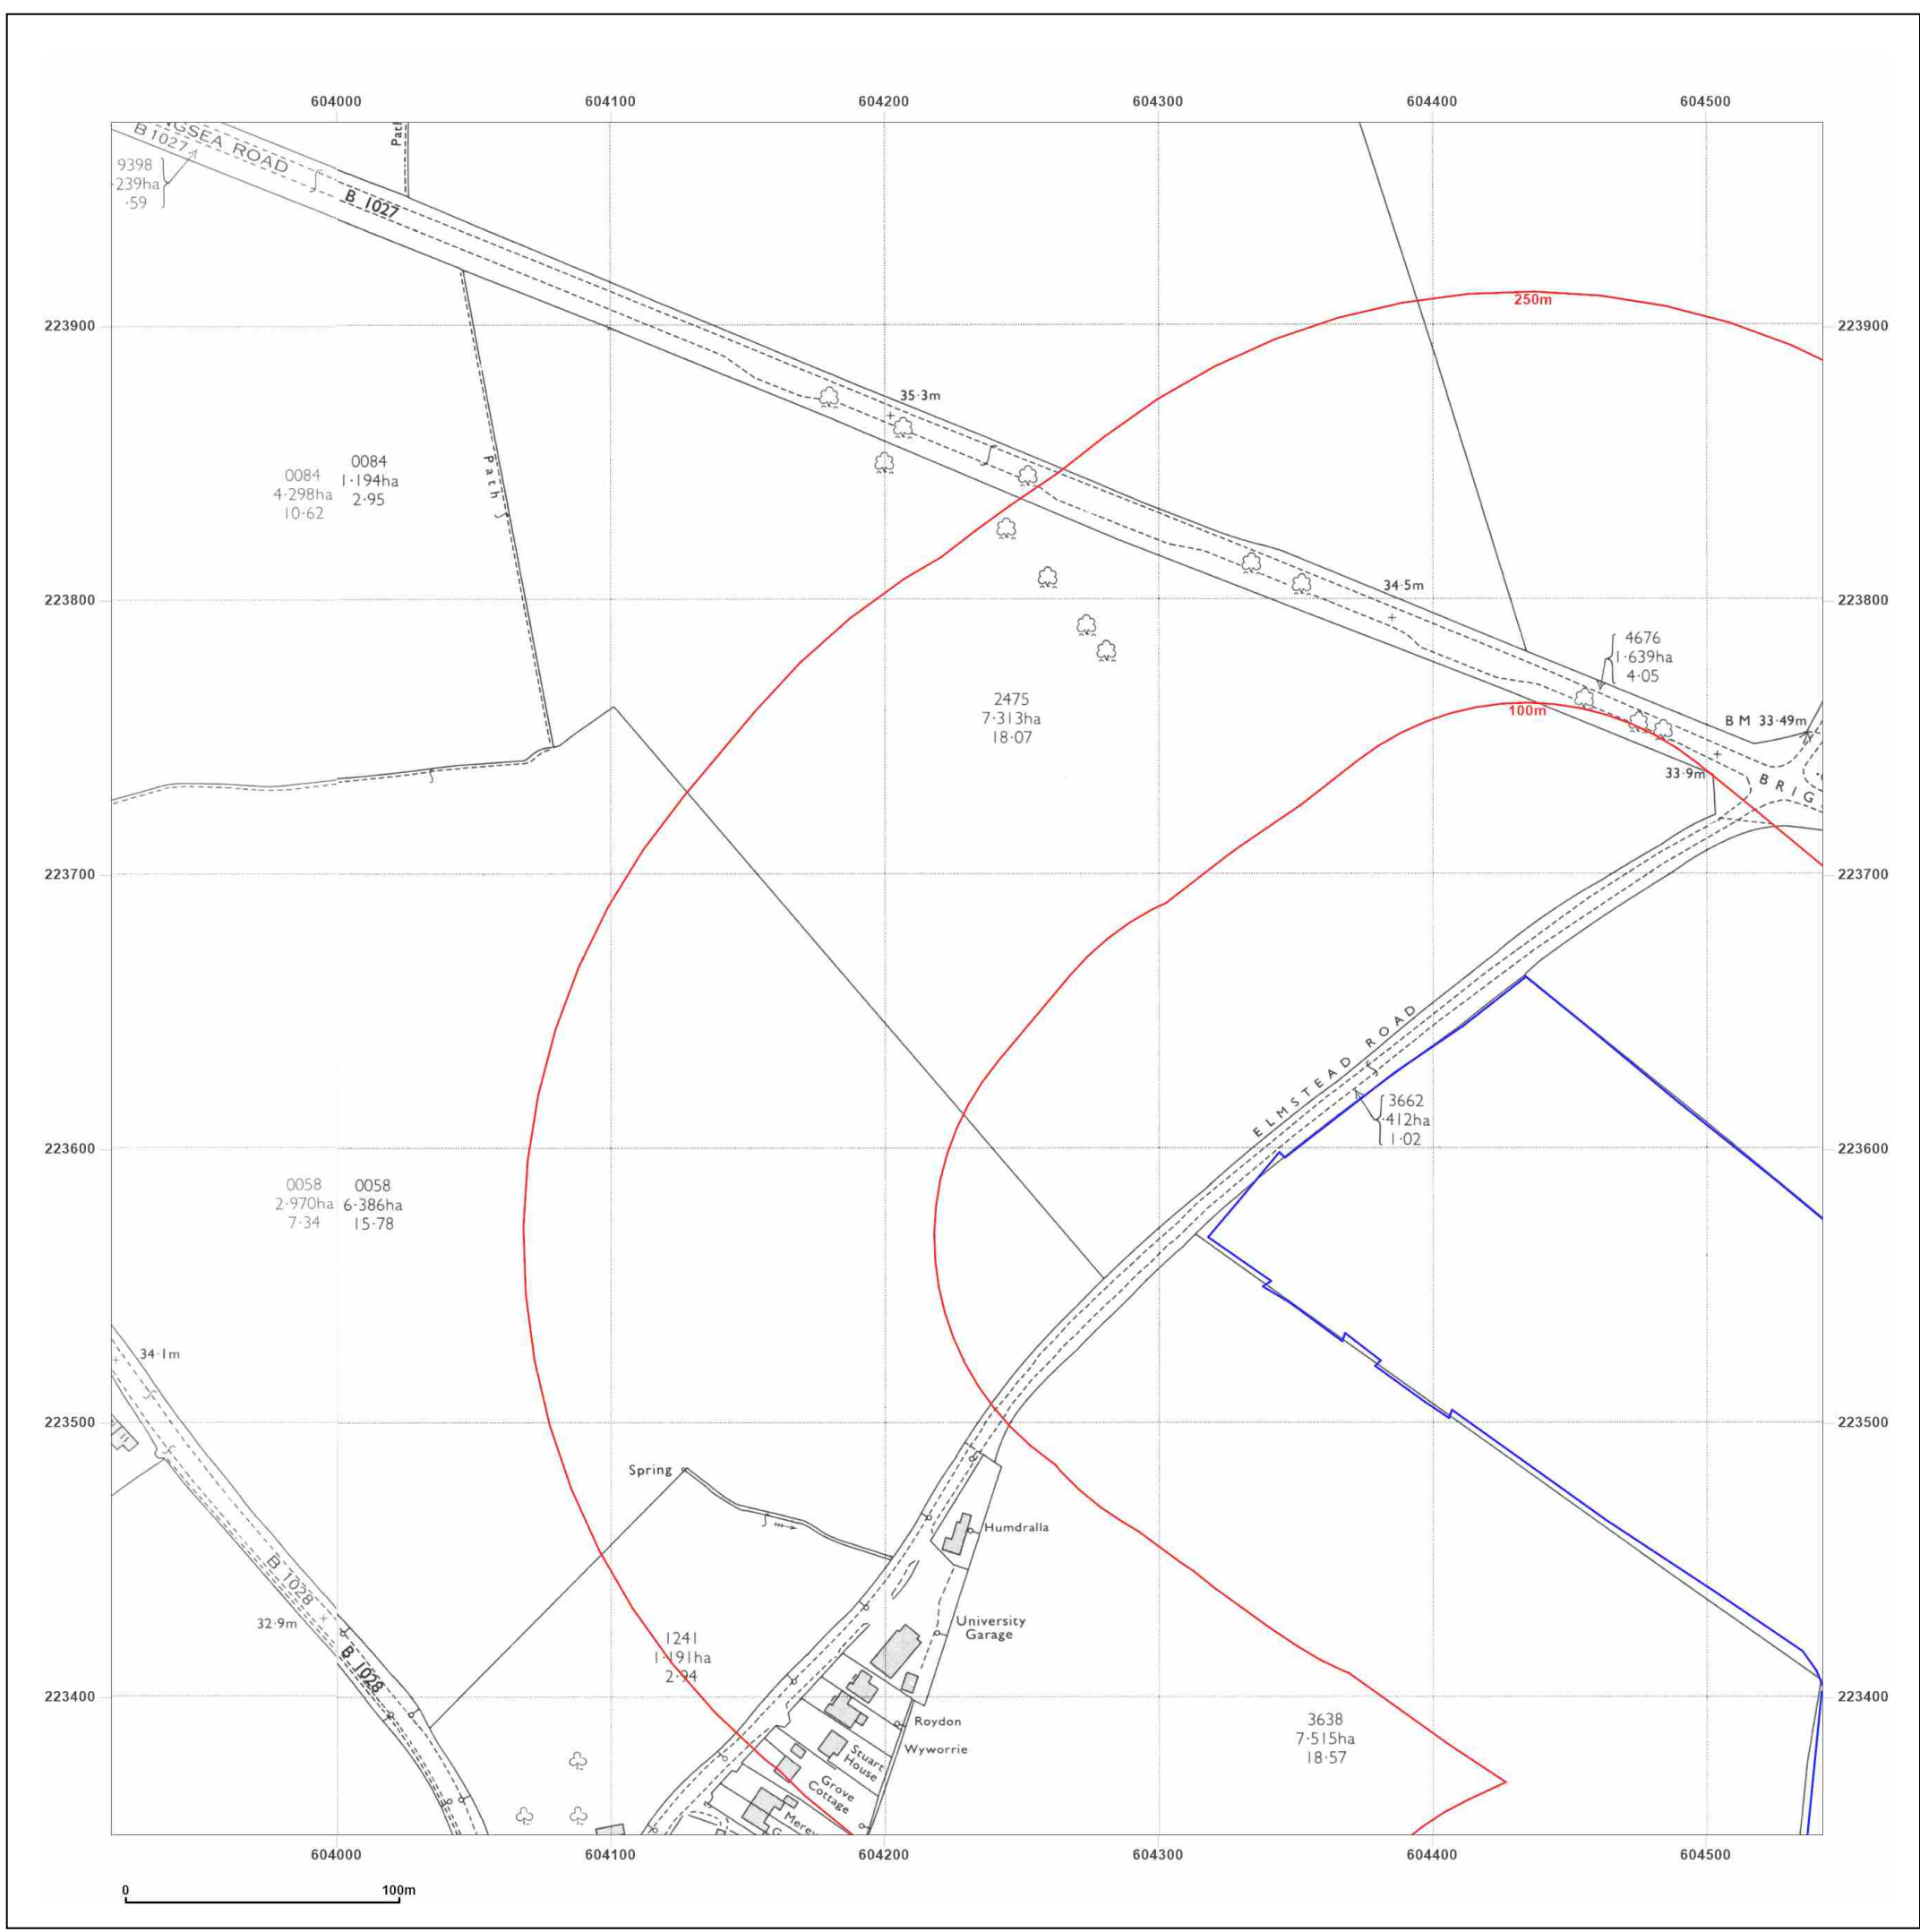 604000 604100 604200 604300 604400 604500
GSEA ROAD
B 1027
Path
9398
·239ha
·59
B 1027
250m
223900
223900
35·3m
0084
4·298ha
10·62
0084
1·194ha
2·95
Path
34·5m
223800
223800
4676
1·639ha
4·05
2475
7·313ha
18·07
100m
B M 33·49m
33·9m
BRIG
223700
223700
ELMSTEAD ROAD
3662
·412ha
1·02
223600
223600
0058
2·970ha
7·34
0058
6·386ha
15·78
34·1m
223500
223500
Spring
Humdralla
B 1028
32·9m
University
Garage
1241
1·191ha
2·94
B 1028
223400
223400
Roydon
Wyworrie
Stuart
House
Grove
Cottage
Merey
G
3638
7·515ha
18·57
604000 604100 604200 604300 604400 604500
0 100m